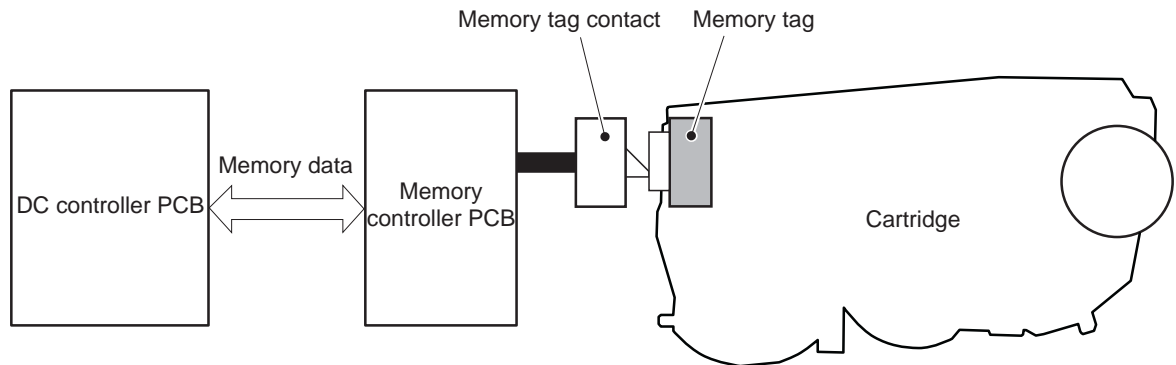 Memory tag contact
Memory tag
Memory data
DC controller PCB
Memory
controller PCB
Cartridge